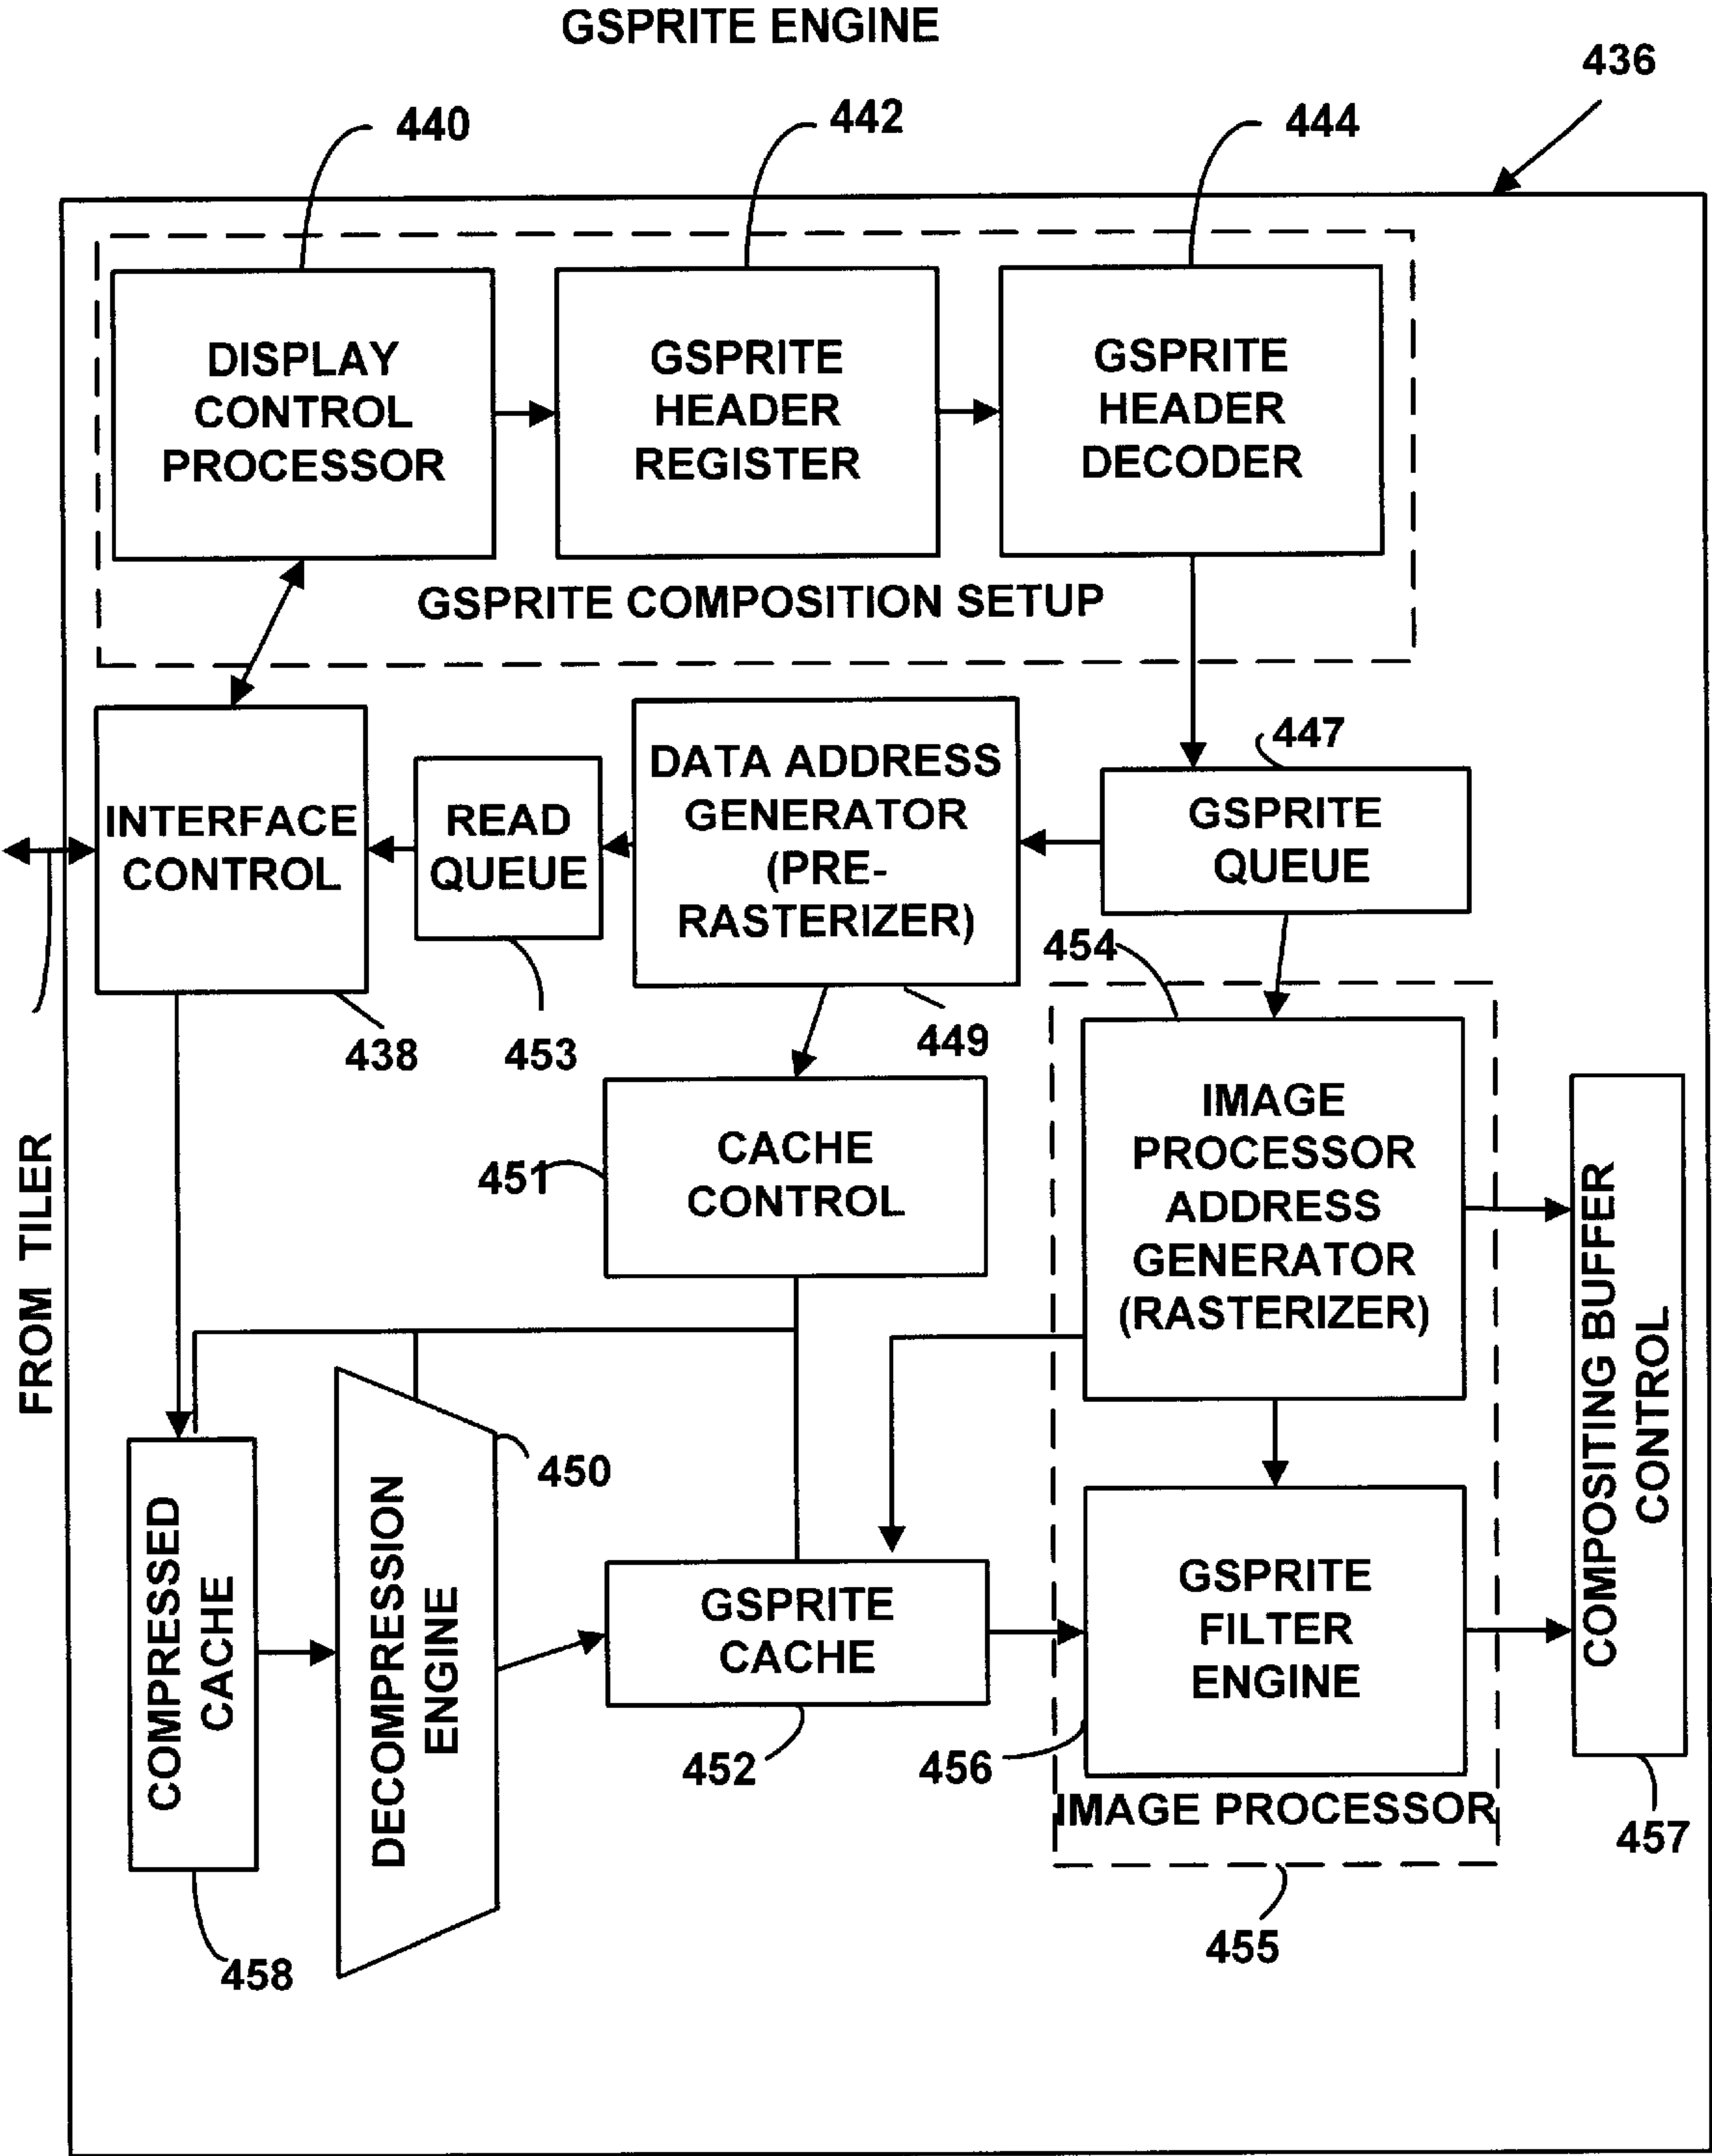 GSPRITE ENGINE
436
440
442
444
DISPLAY
CONTROL
PROCESSOR
GSPRITE
HEADER
REGISTER
GSPRITE
HEADER
DECODER
GSPRITE COMPOSITION SETUP
447
INTERFACE
CONTROL
READ
QUEUE
DATA ADDRESS
GENERATOR
(PRE-
RASTERIZER)
GSPRITE
QUEUE
454
438
453
449
FROM TILER
451
CACHE
CONTROL
IMAGE
PROCESSOR
ADDRESS
GENERATOR
(RASTERIZER)
COMPOSITING BUFFER
CONTROL
450
COMPRESSED
CACHE
DECOMPRESSION
ENGINE
GSPRITE
CACHE
GSPRITE
FILTER
ENGINE
452
456
IMAGE PROCESSOR
457
458
455